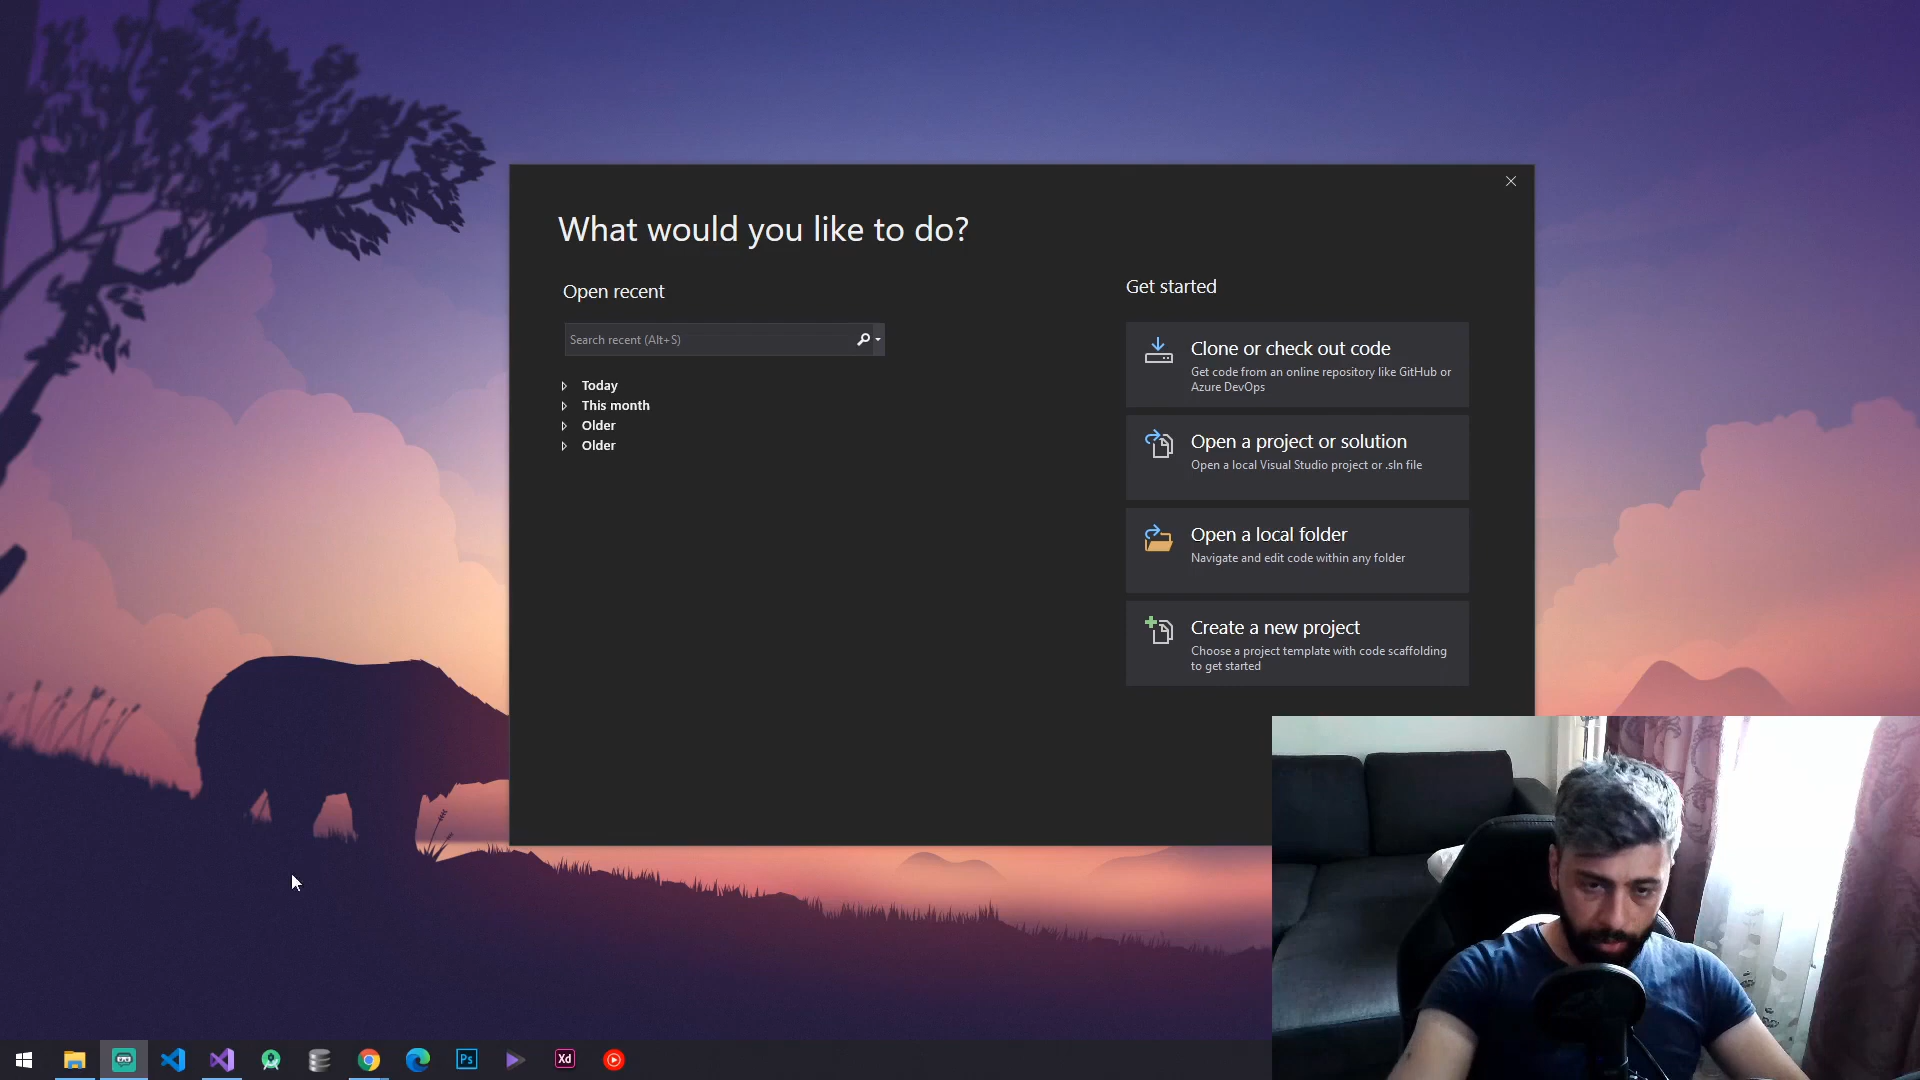 What would you like to do?
Open recent
Search recent (Alt+S)
Today
This month
Older
Older
Get started
Clone or check out code
Get code from an online repository like GitHub or
Azure DevOps
Open a project or solution
Open a local Visual Studio project or .sln file
Open a local folder
Navigate and edit code within any folder
Create a new project
Choose a project template with code scaffolding
to get started
Ps
Xd